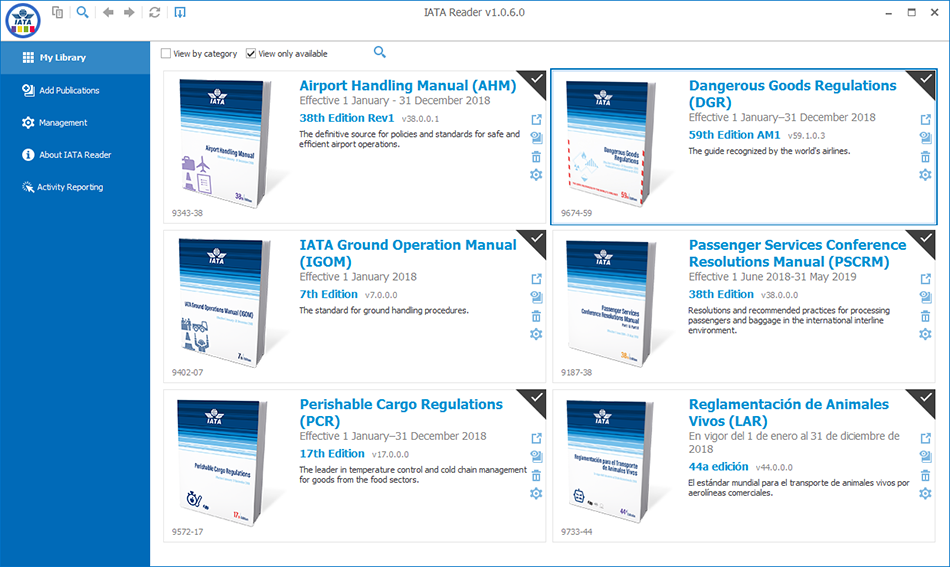 IATA Reader v1.0.6.0
IATA
My Library
Add Publications
Management
About IATA Reader
Activity Reporting
View by category
View only available
IATA
Airport Handling Manual
38th Edition
9343-38
Airport Handling Manual (AHM)
Effective 1 January - 31 December 2018
38th Edition Rev1 v38.0.0.1
The definitive source for policies and standards for safe and
efficient airport operations.
IATA
Dangerous Goods
Regulations
59th Edition
9674-59
Dangerous Goods Regulations
(DGR)
Effective 1 January–31 December 2018
59th Edition AM1 v59.1.0.3
The guide recognized by the world's airlines.
IATA
IATA Ground Operations Manual (IGOM)
7th Edition
9402-07
IATA Ground Operation Manual
(IGOM)
Effective 1 January 2018
7th Edition v7.0.0.0
The standard for ground handling procedures.
IATA
Passenger Services
Conference Resolutions Manual
38th Edition
9187-38
Passenger Services Conference
Resolutions Manual (PSCRM)
Effective 1 June 2018-31 May 2019
38th Edition v38.0.0.0
Resolutions and recommended practices for processing
passengers and baggage in the international interline
environment.
IATA
Perishable Cargo Regulations
17th Edition
9572-17
Perishable Cargo Regulations
(PCR)
Effective 1 January–31 December 2018
17th Edition v17.0.0.0
The leader in temperature control and cold chain management
for goods from the food sectors.
IATA
Reglamentación para el Transporte
de Animales Vivos
44a Edition
9733-44
Reglamentación de Animales
Vivos (LAR)
En vigor del 1 de enero al 31 de diciembre de
2018
44a edición v44.0.0.0
El estándar mundial para el transporte de animales vivos por
aerolíneas comerciales.